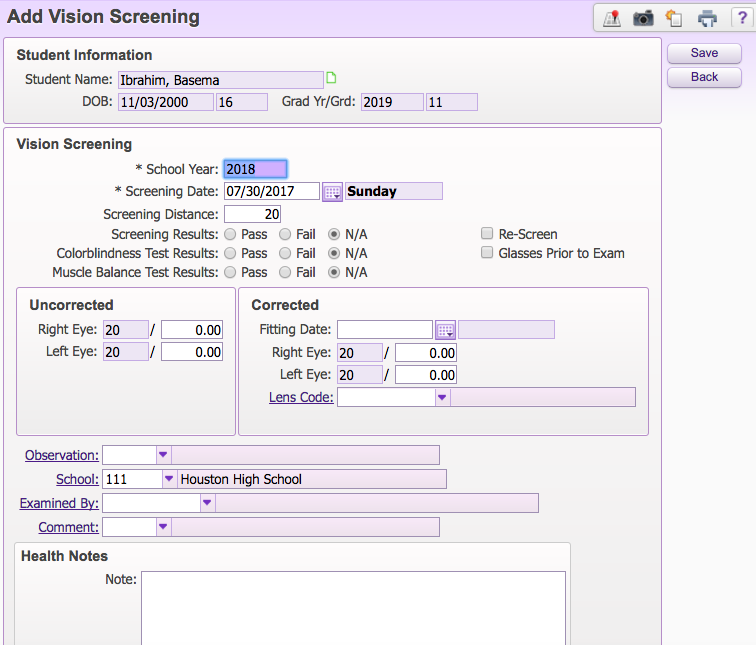 Add Vision Screening
?
Save
Back
Student Information
Student Name: Ibrahim, Basema
DOB: 11/03/2000 16 Grad Yr/Grd: 2019 11
Vision Screening
* School Year: 2018
* Screening Date: 07/30/2017 Sunday
Screening Distance: 20
Screening Results: Pass Fail N/A Re-Screen
Colorblindness Test Results: Pass Fail N/A Glasses Prior to Exam
Muscle Balance Test Results: Pass Fail N/A
Uncorrected
Right Eye: 20 / 0.00
Left Eye: 20 / 0.00
Corrected
Fitting Date:
Right Eye: 20 / 0.00
Left Eye: 20 / 0.00
Lens Code:
Observation:
School: 111 Houston High School
Examined By:
Comment:
Health Notes
Note: